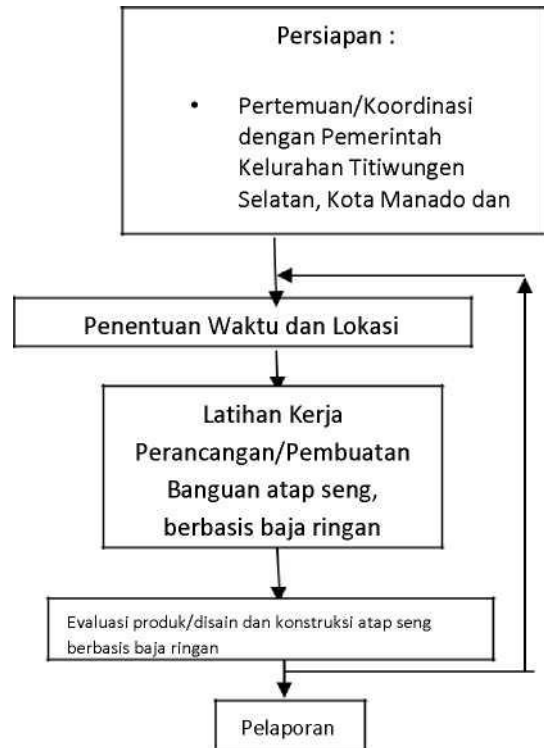 Persiapan :
• Pertemuan/Koordinasi
dengan Pemerintah
Kelurahan Titiwungen
Selatan, Kota Manado dan
Penentuan Waktu dan Lokasi
Latihan Kerja
Perancangan/Pembuatan
Banguan atap seng,
berbasis baja ringan
Evaluasi produk/disain dan konstruksi atap seng
berbasis baja ringan
Pelaporan